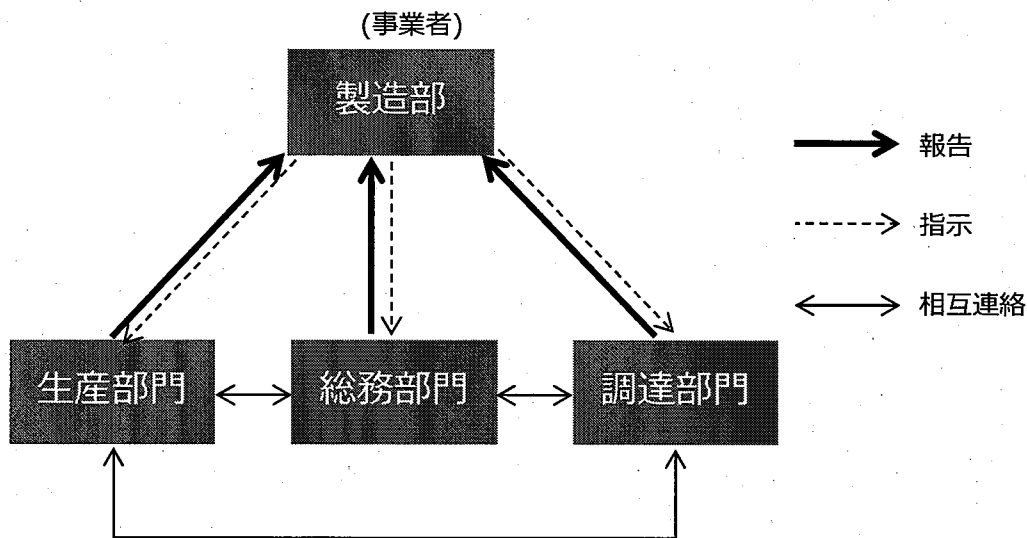 (事業者)
製造部
報告
指示
相互連絡
生産部門
総務部門
調達部門